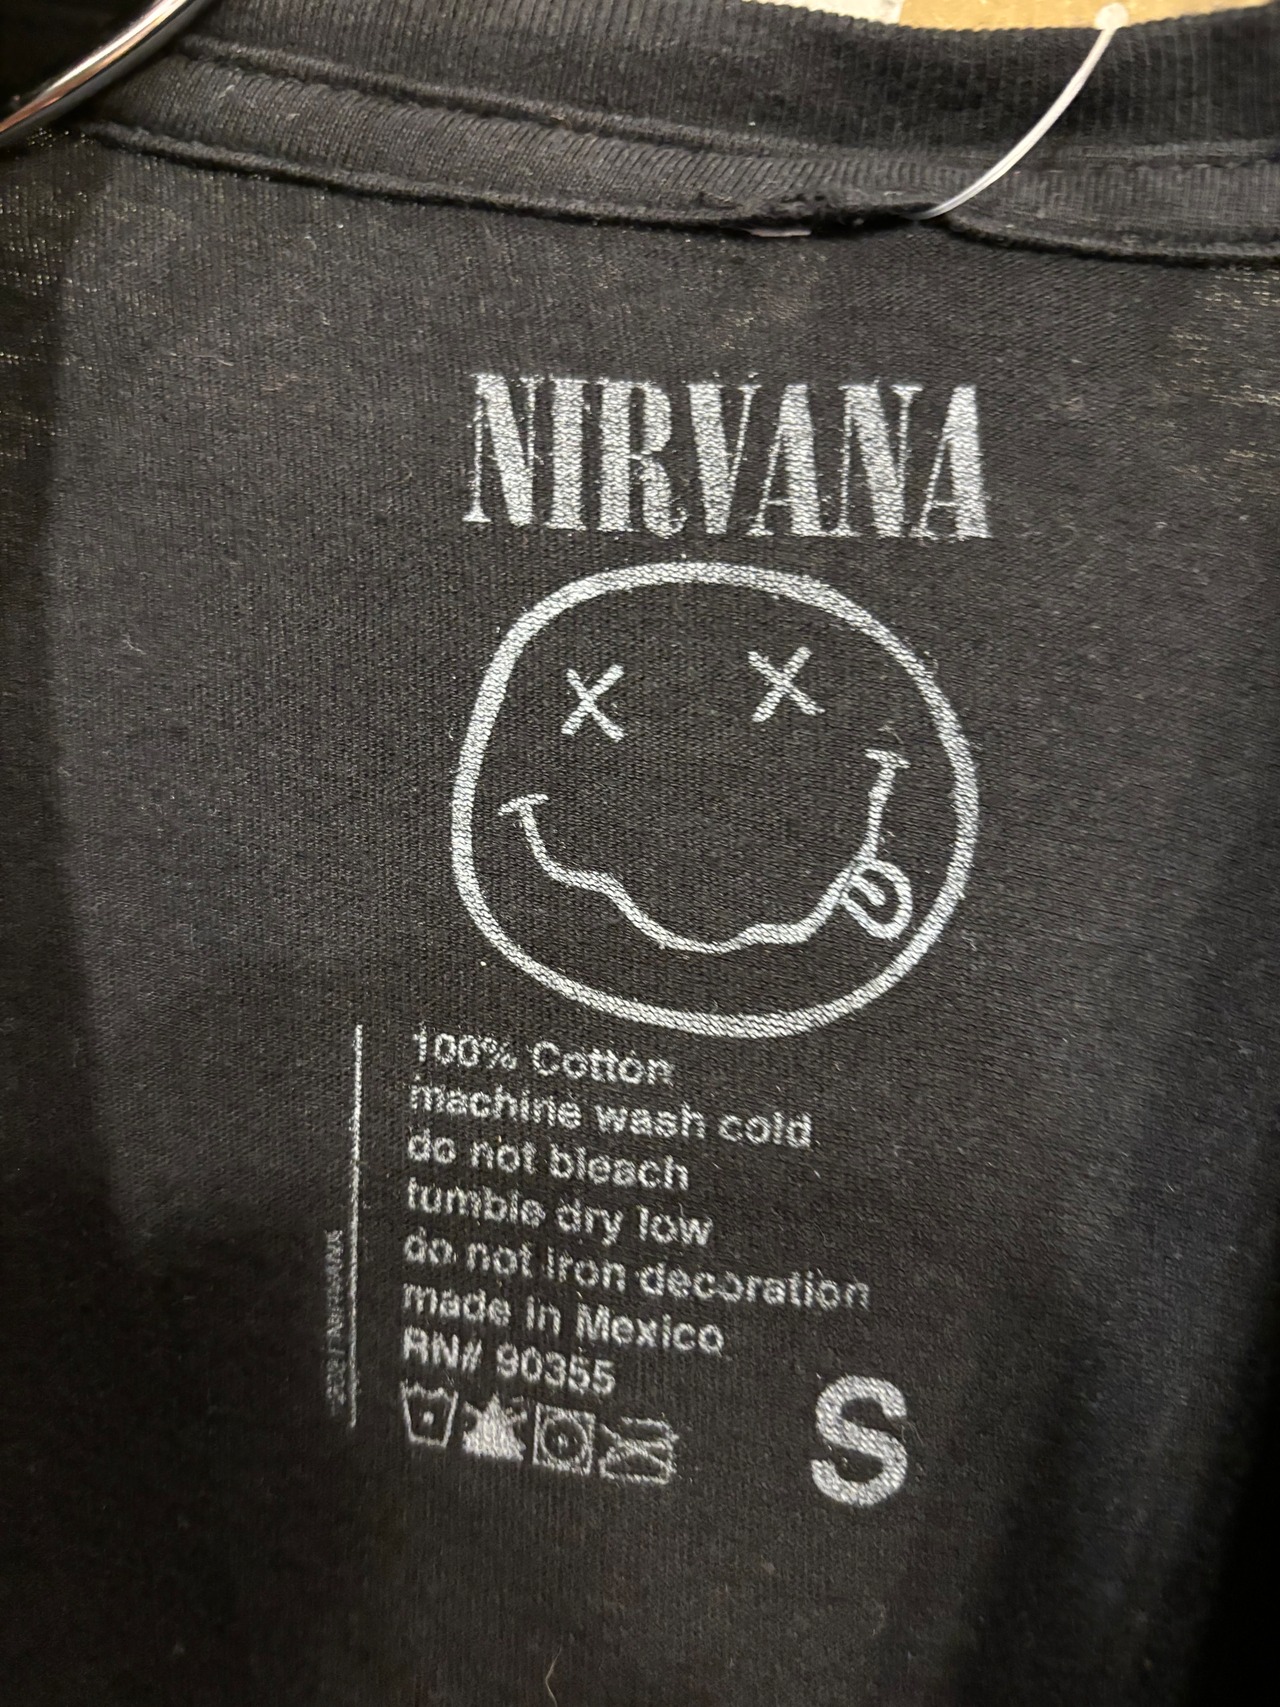 NIRVANA
100% Cotton
machine wash cold
do not bleach
tumble dry low
do not iron decoration
made in Mexico
RN# 90355
S